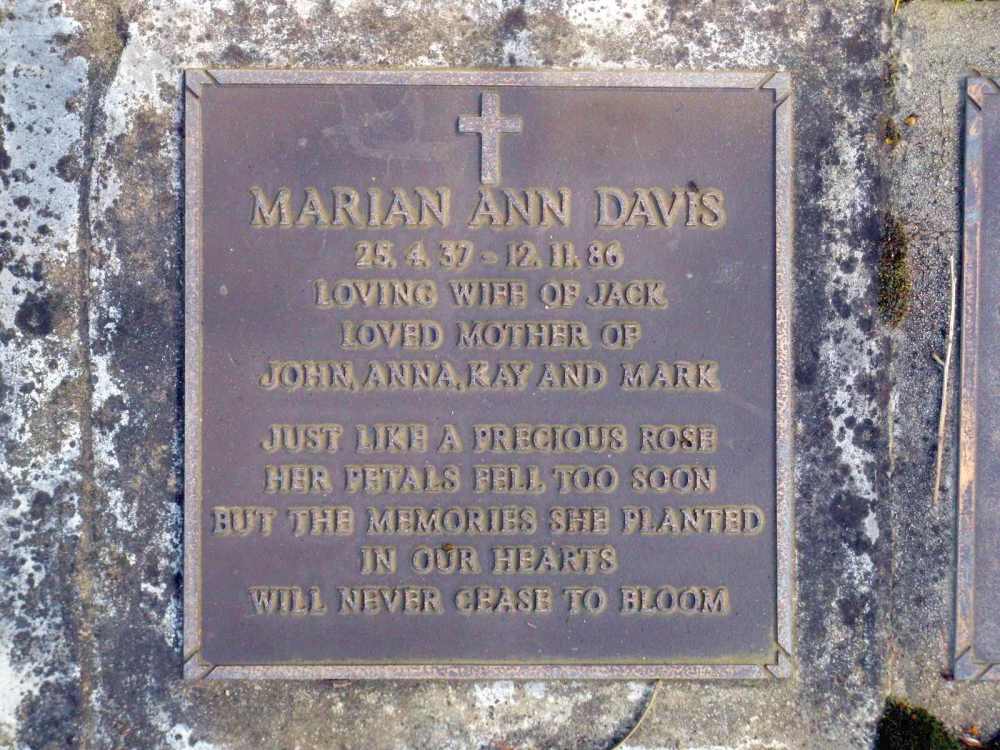 MARIAN ANN DAVIS
25.4.37 - 12.11.86
LOVING WIFE OF JACK
LOVED MOTHER OF
JOHN, ANNA, KAY AND MARK
JUST LIKE A PRECIOUS ROSE
HER PETALS FELL TOO SOON
BUT THE MEMORIES SHE PLANTED
IN OUR HEARTS
WILL NEVER CEASE TO BLOOM